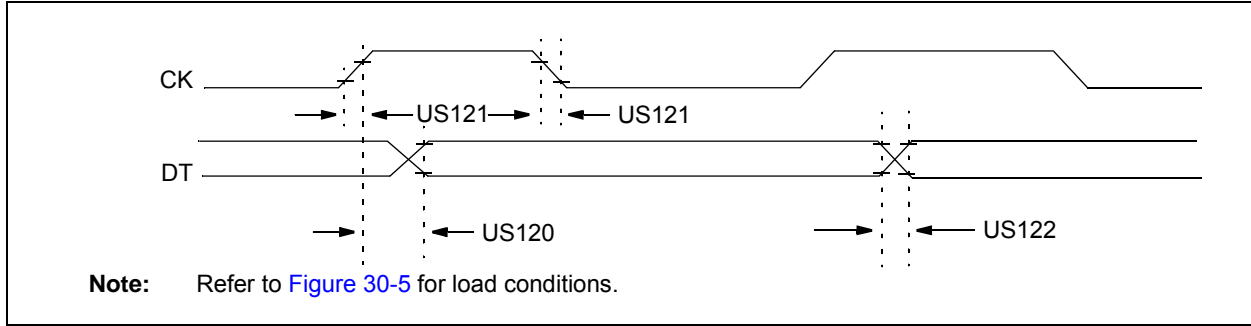 CK
US121 US121
DT
US120 US122
Note: Refer to Figure 30-5 for load conditions.